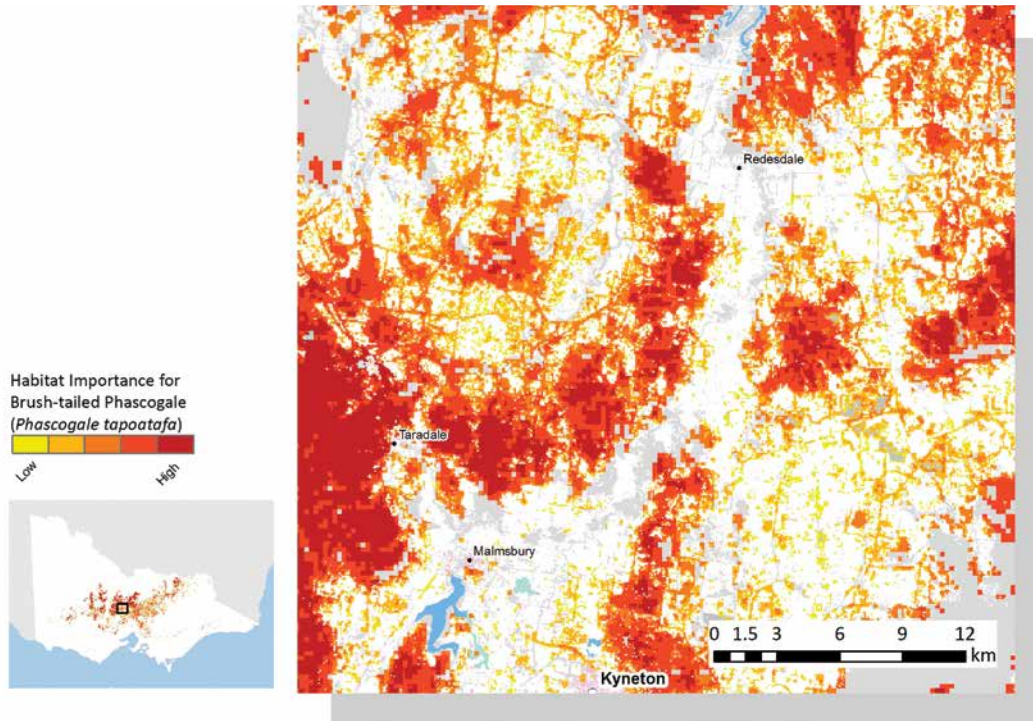 Redesdale
Habitat Importance for
Brush-tailed Phascogale
(Phascogale tapoatafa)
Low
High
Taradale
Malmsbury
0 1.5 3 6 9 12
km
Kyneton